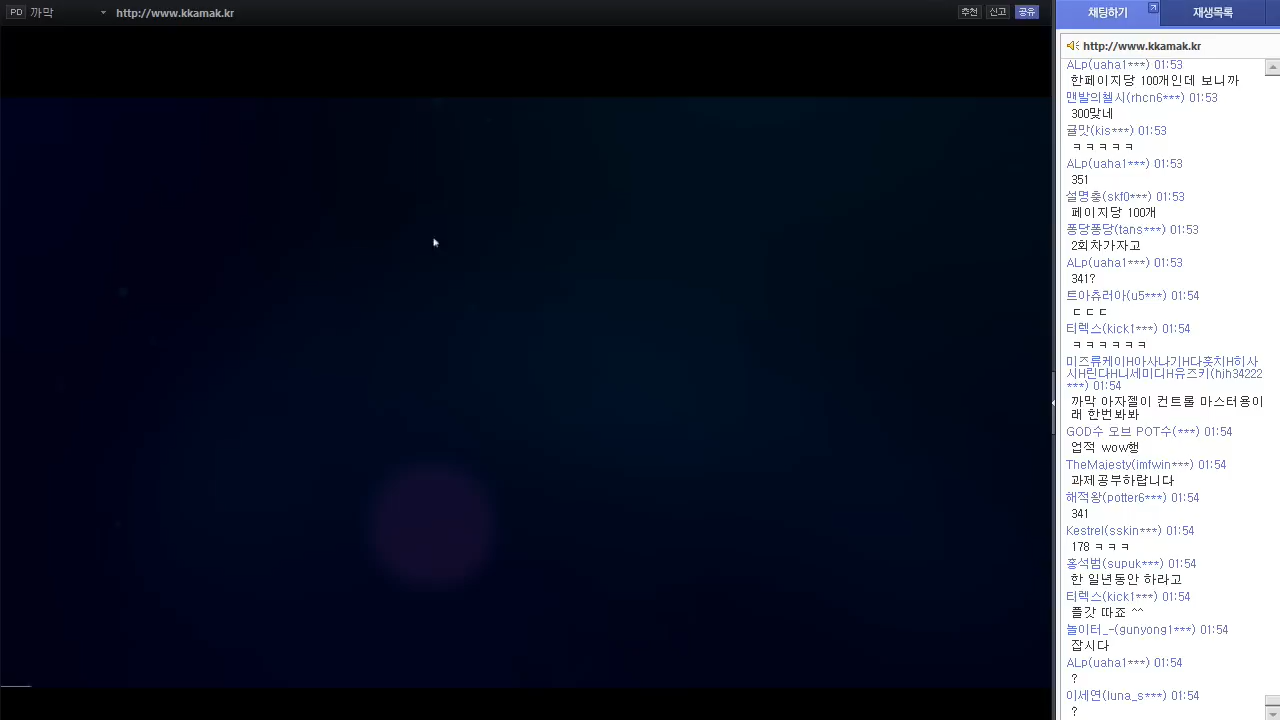 PD 까막 http://www.kkamak.kr 추천 신고 공유
채팅하기 재생목록
http://www.kkamak.kr
ALp(uaha1***) 01:53
한페이지당 100개인데 보니까
맨발의첼시(rhcn6***) 01:53
300맞네
귤맛(kis***) 01:53
ㅋㅋㅋㅋㅋ
ALp(uaha1***) 01:53
351
설명충(skf0***) 01:53
페이지당 100개
퐁당퐁당(tans***) 01:53
2회차가자고
ALp(uaha1***) 01:53
341?
트아츄러아(u5***) 01:54
ㄷㄷㄷ
티렉스(kick1***) 01:54
ㅋㅋㅋㅋㅋㅋ
미즈류케이H아사나기H다홋치H히사
시H린다H니세미디H유즈키(hjh34222
***) 01:54
까막 아자젤이 컨트롤 마스터용이
래 한번봐봐
GOD수 오브 POT수(***) 01:54
업적 wow행
TheMajesty(imfwin***) 01:54
과제공부하랍니다
해적왕(potter6***) 01:54
341
Kestrel(sskin***) 01:54
178 ㅋㅋㅋ
홍석범(supuk***) 01:54
한 일년동안 하라고
티렉스(kick1***) 01:54
플갓 따죠 ^^
놀이터_-(gunyong1***) 01:54
잡시다
ALp(uaha1***) 01:54
?
이세연(luna_s***) 01:54
?